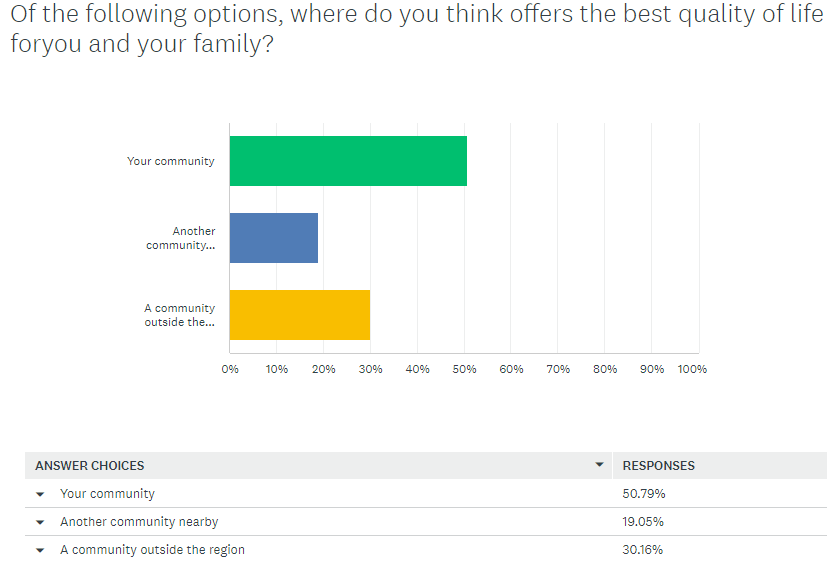 Of the following options, where do you think offers the best quality of life
foryou and your family?
Your community
Another
community...
A community
outside the...
0% 10% 20% 30% 40% 50% 60% 70% 80% 90% 100%
ANSWER CHOICES RESPONSES
Your community 50.79%
Another community nearby 19.05%
A community outside the region 30.16%